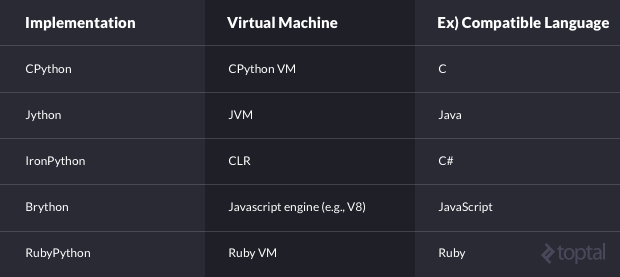 Implementation Virtual Machine Ex) Compatible Language
CPython CPython VM C
Jython JVM Java
IronPython CLR C#
Brython Javascript engine (e.g., V8) JavaScript
RubyPython Ruby VM Ruby
toptal